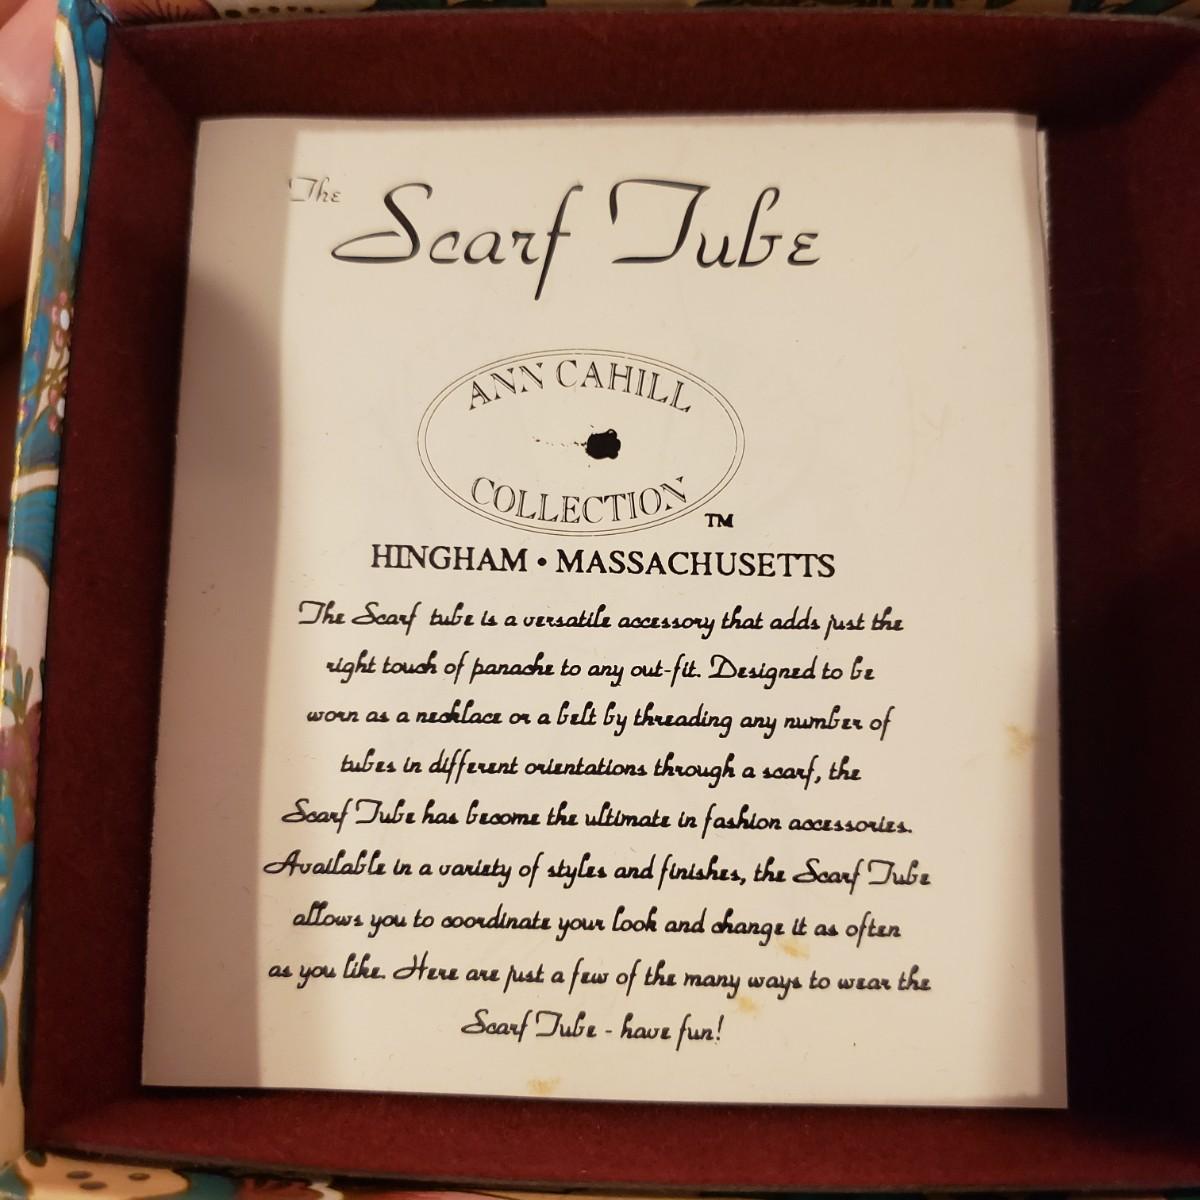 The
Scarf Tube
ANN CAHILL
COLLECTION
TM
HINGHAM • MASSACHUSETTS
The Scarf tube is a versatile accessory that adds just the
right touch of panache to any out-fit. Designed to be
worn as a necklace or a belt by threading any number of
tubes in different orientations through a scarf, the
Scarf Tube has become the ultimate in fashion accessories.
Available in a variety of styles and finishes, the Scarf Tube
allows you to coordinate your look and change it as often
as you like. Here are just a few of the many ways to wear the
Scarf Tube - have fun!